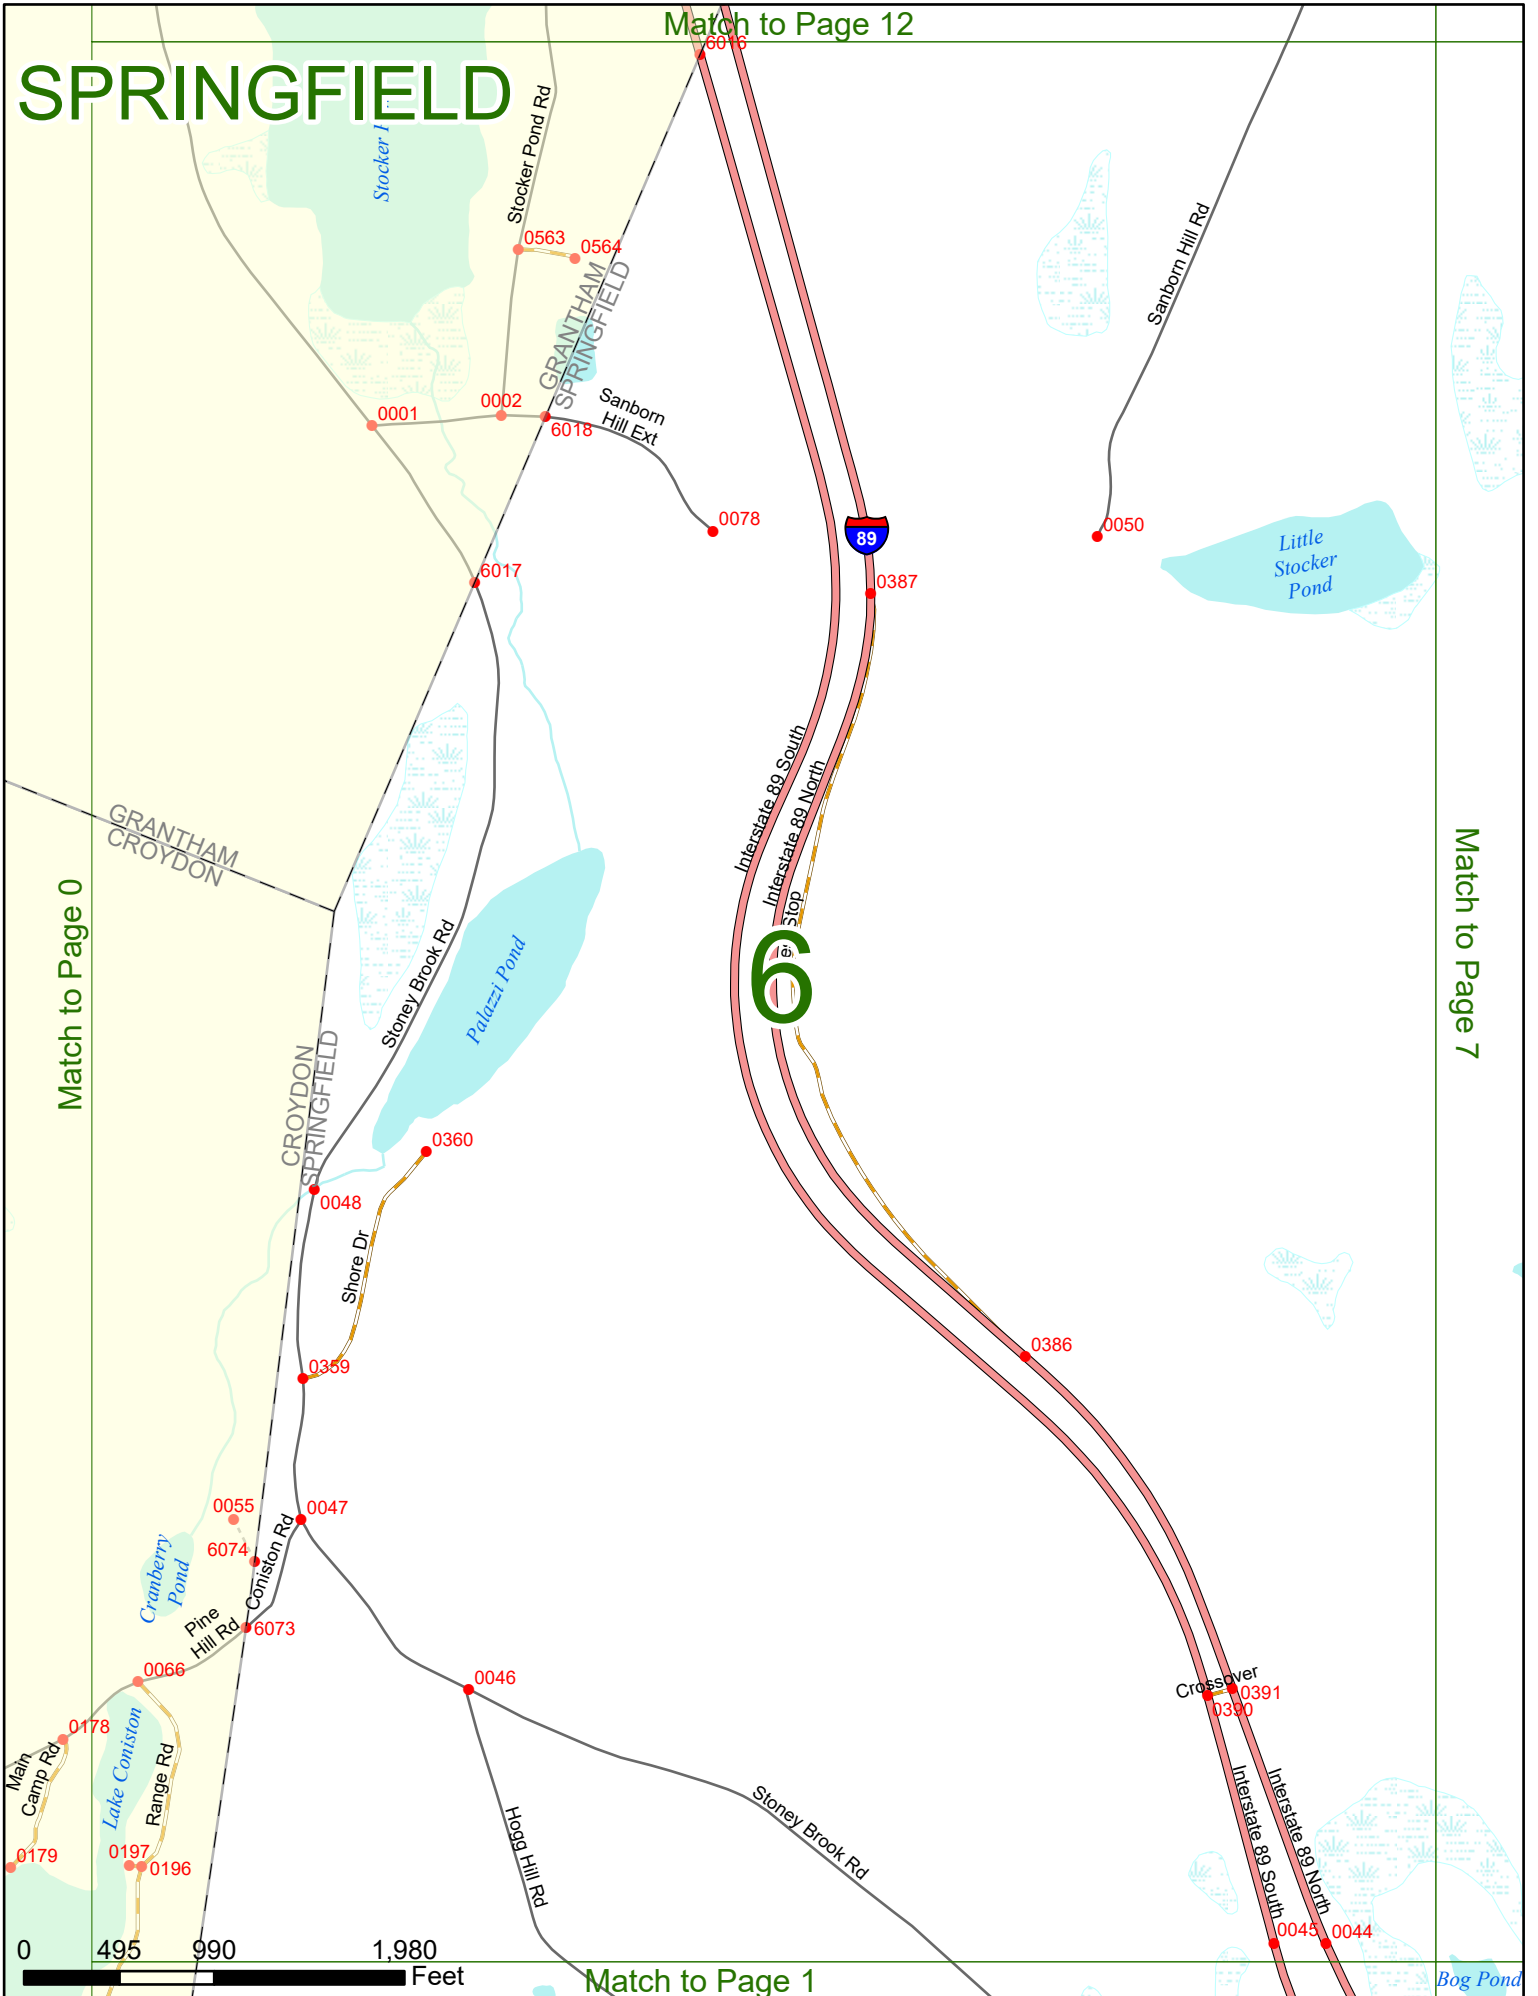 Match to Page 12
6016
SPRINGFIELD
Stocker
Stocker Pond Rd
0563
0564
GRANTHAM
SPRINGFIELD
Sanborn Hill Rd
0001
0002
6018
Sanborn
Hill Ext
0078
89
0050
Little
Stocker
Pond
6017
0387
Interstate 89 South
Interstate 89 North
GRANTHAM
CROYDON
Match to Page 0
Match to Page 7
Stop
6
Stoney Brook Rd
Palazzi Pond
CROYDON
SPRINGFIELD
0360
0048
Shore Dr
0359
0386
0055
0047
6074
Coniston Rd
Cranberry
Pond
Pine
Hill Rd
6073
0066
0046
Crossover
0391
0390
0178
Main
Camp Rd
Lake Coniston
Range Rd
0179
0197
0196
Hogg Hill Rd
Stoney Brook Rd
Interstate 89 South
Interstate 89 North
0045
0044
0
495
990
1,980
Feet
Match to Page 1
Bog Pond